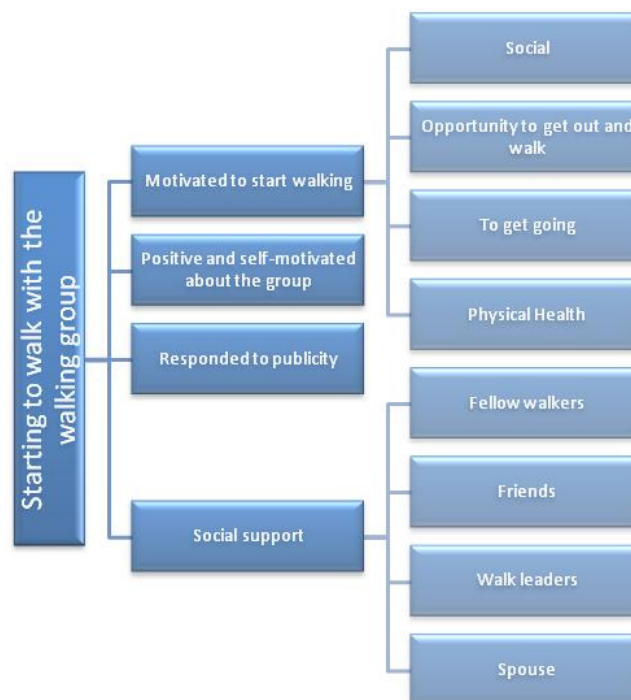 Starting to walk with the
walking group
Motivated to start walking
Social
Opportunity to get out and
walk
To get going
Physical Health
Positive and self-motivated
about the group
Responded to publicity
Social support
Fellow walkers
Friends
Walk leaders
Spouse